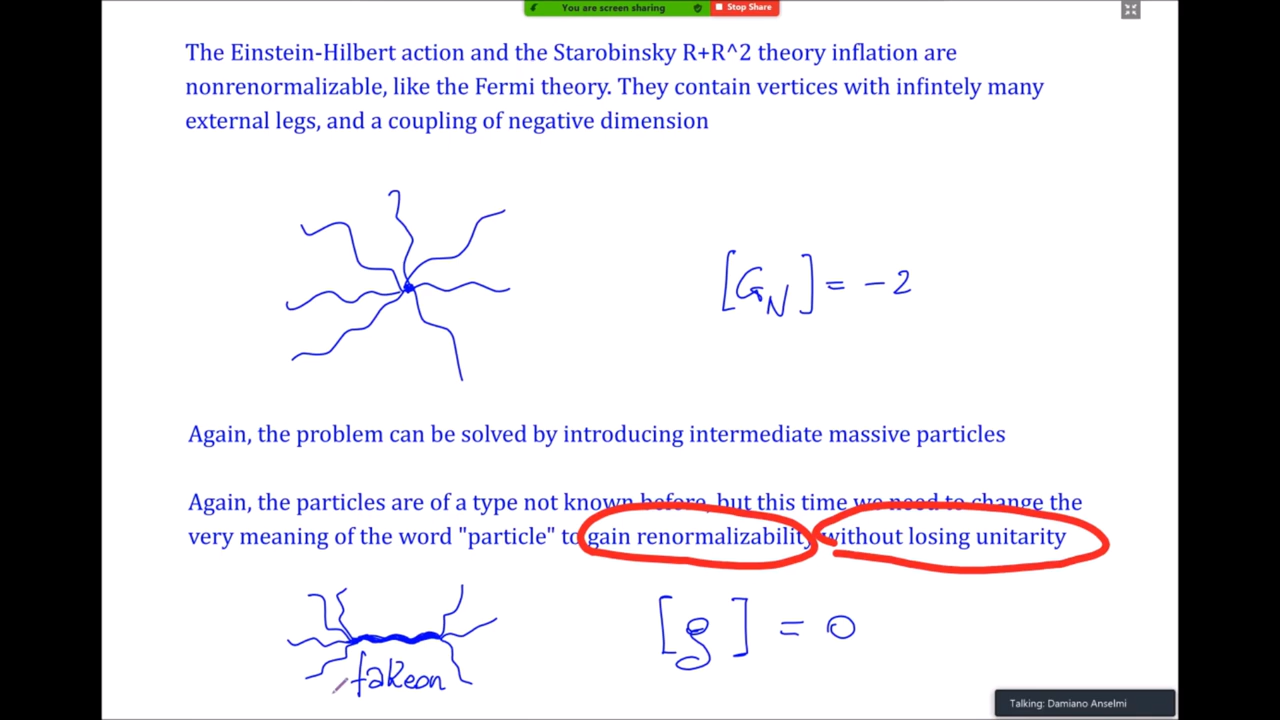 You are screen sharing
Stop Share
The Einstein-Hilbert action and the Starobinsky R+R^2 theory inflation are
nonrenormalizable, like the Fermi theory. They contain vertices with infintely many
external legs, and a coupling of negative dimension
[G_N] = -2
Again, the problem can be solved by introducing intermediate massive particles
Again, the particles are of a type not known before, but this time we need to change the
very meaning of the word "particle" to gain renormalizability without losing unitarity
[g] = 0
fakeon
Talking: Damiano Anselmi